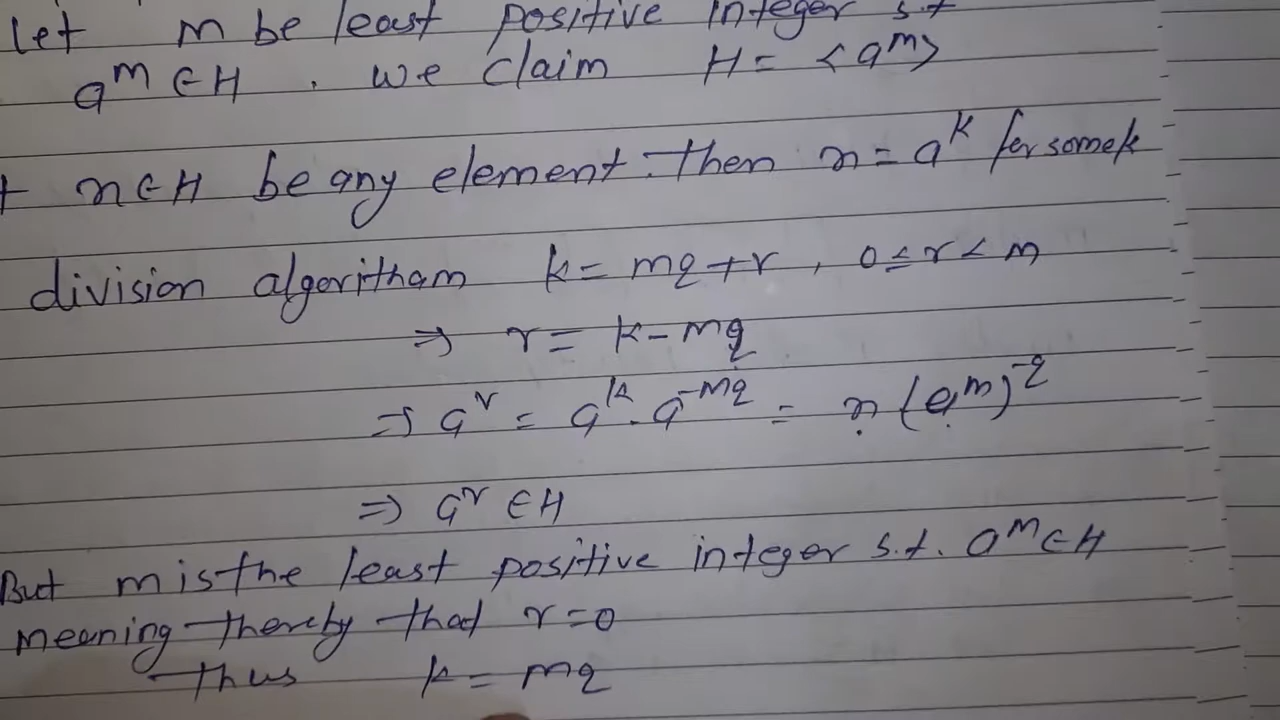 Let m be least positive integer s.t
a^m ∈ H . we claim H = <a^m>
x ∈ H be any element. Then x = a^k for some k
division algoritham k = mq + r , 0 ≤ r < m
⇒ r = k - mq
⇒ a^r = a^k . a^-mq = x (a^m)^-q
⇒ a^r ∈ H
But m is the least positive integer s.t. a^m ∈ H
meaning thereby that r = 0
Thus k = mq